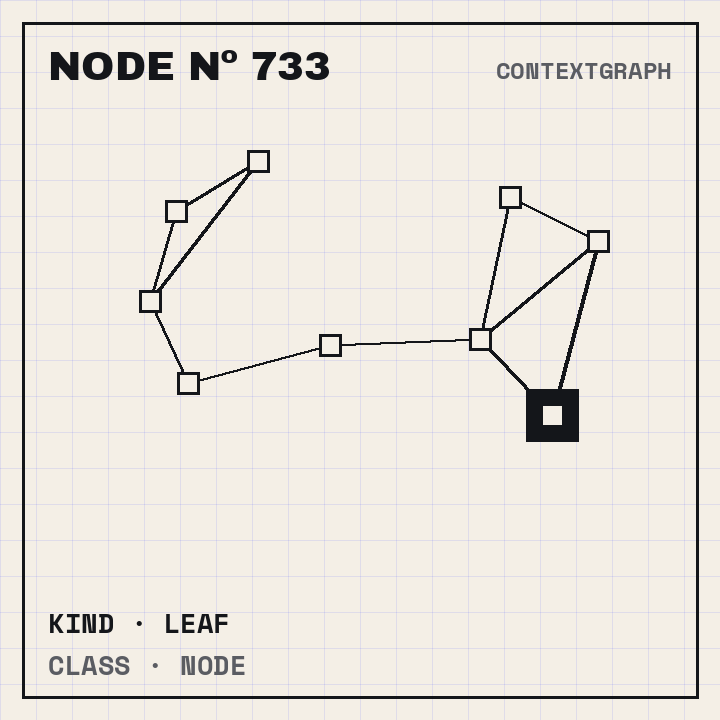 NODE Nº 733
CONTEXTGRAPH
KIND · LEAF
CLASS · NODE